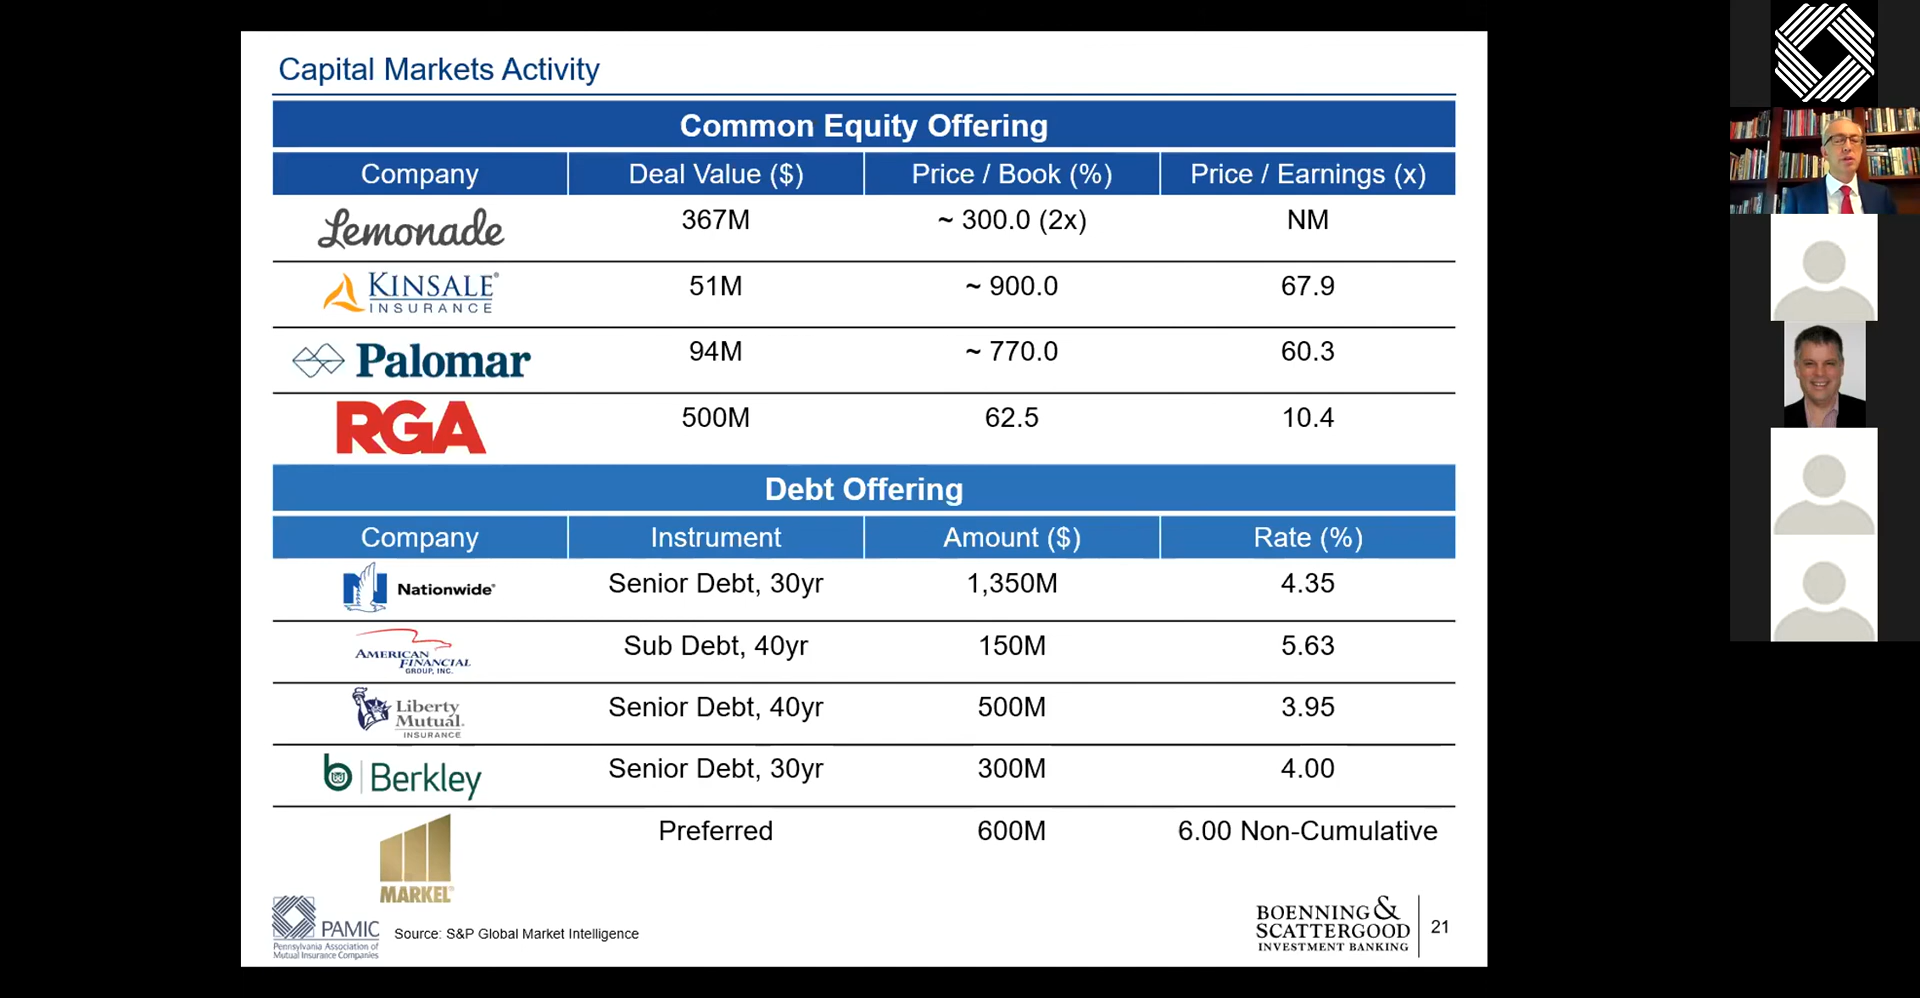 Capital Markets Activity
Common Equity Offering
Company Deal Value ($) Price / Book (%) Price / Earnings (x)
Lemonade 367M ~ 300.0 (2x) NM
KINSALE® INSURANCE 51M ~ 900.0 67.9
Palomar 94M ~ 770.0 60.3
RGA 500M 62.5 10.4
Debt Offering
Company Instrument Amount ($) Rate (%)
Nationwide® Senior Debt, 30yr 1,350M 4.35
AMERICAN FINANCIAL GROUP, INC. Sub Debt, 40yr 150M 5.63
Liberty Mutual. INSURANCE Senior Debt, 40yr 500M 3.95
b Berkley Senior Debt, 30yr 300M 4.00
MARKEL® Preferred 600M 6.00 Non-Cumulative
PAMIC
Pennsylvania Association of
Mutual Insurance Companies
Source: S&P Global Market Intelligence
BOENNING &
SCATTERGOOD
INVESTMENT BANKING
21